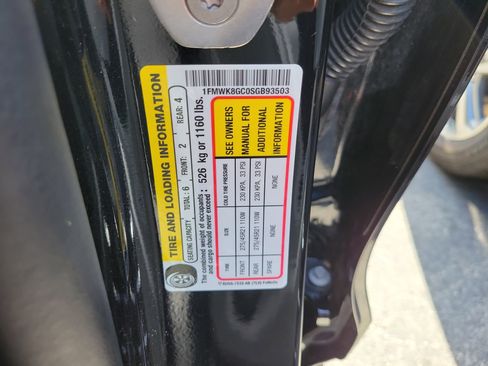 1FMWK8GC0SGB93503
TIRE AND LOADING INFORMATION
SEATING CAPACITY TOTAL: 6 FRONT: 2 REAR: 4
The combined weight of occupants
and cargo should never exceed: 526 kg or 1160 lbs.
TIRE SIZE COLD TIRE PRESSURE
FRONT 275/45R21 110W 230 KPA, 33 PSI
REAR 275/45R21 110W 230 KPA, 33 PSI
SPARE NONE NONE
SEE OWNERS
MANUAL FOR
ADDITIONAL
INFORMATION